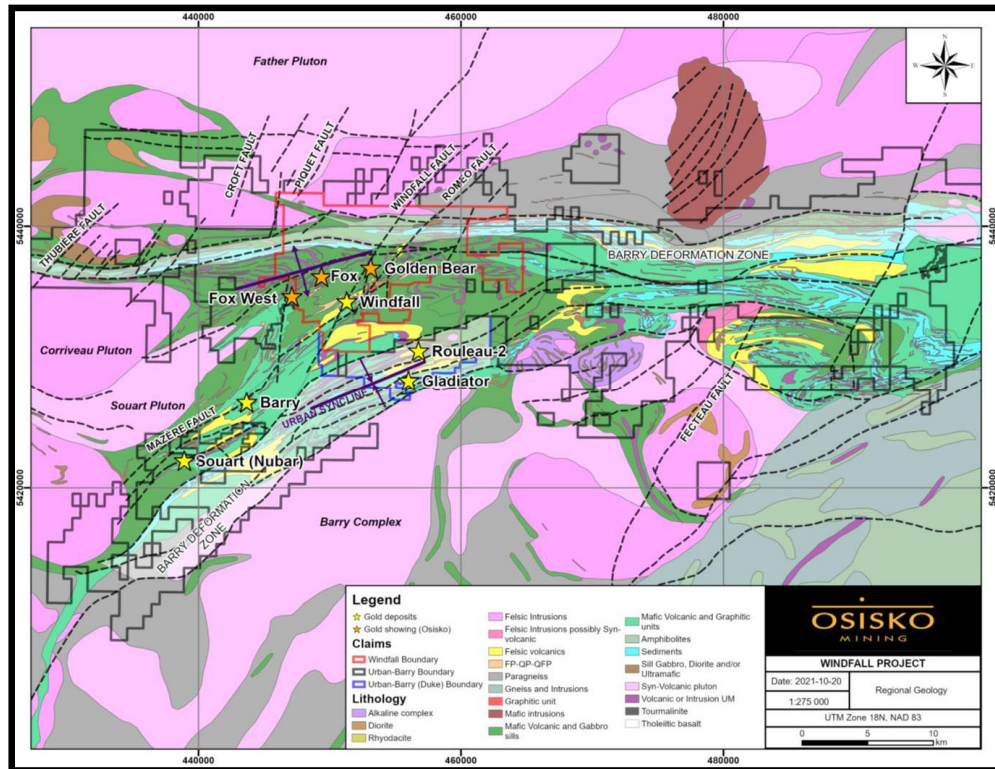 440000
460000
480000
N
W
E
S
Father Pluton
CROFT FAULT
PIQUET FAULT
WINDFALL FAULT
ROMEO FAULT
THUBIÈRE FAULT
5440000
5440000
BARRY DEFORMATION ZONE
Golden Bear
Fox
Fox West
Windfall
Corriveau Pluton
Rouleau-2
Gladiator
Souart Pluton
URBAN SYNCLINE
Barry
MAZÈRE FAULT
FECTEAU FAULT
Souart (Nubar)
5420000
5420000
BARRY DEFORMATION
ZONE
Barry Complex
Legend
Gold deposits
Gold showing (Osisko)
Claims
Windfall Boundary
Urban-Barry Boundary
Urban-Barry (Duke) Boundary
Lithology
Alkaline complex
Diorite
Rhyodacite
Felsic Intrusions
Felsic Intrusions possibly Syn-
volcanic
Felsic volcanics
FP-QP-QFP
Paragneiss
Gneiss and Intrusions
Graphitic unit
Mafic intrusions
Mafic Volcanic and Gabbro
sills
Mafic Volcanic and Graphitic
units
Amphibolites
Sediments
Sill Gabbro, Diorite and/or
Ultramafic
Syn-Volcanic pluton
Volcanic or Intrusion UM
Tourmalinite
Tholeiitic basalt
OSISKO
MINING
WINDFALL PROJECT
Date: 2021-10-20
Regional Geology
1:275 000
UTM Zone 18N, NAD 83
0 5 10
km
440000
460000
480000